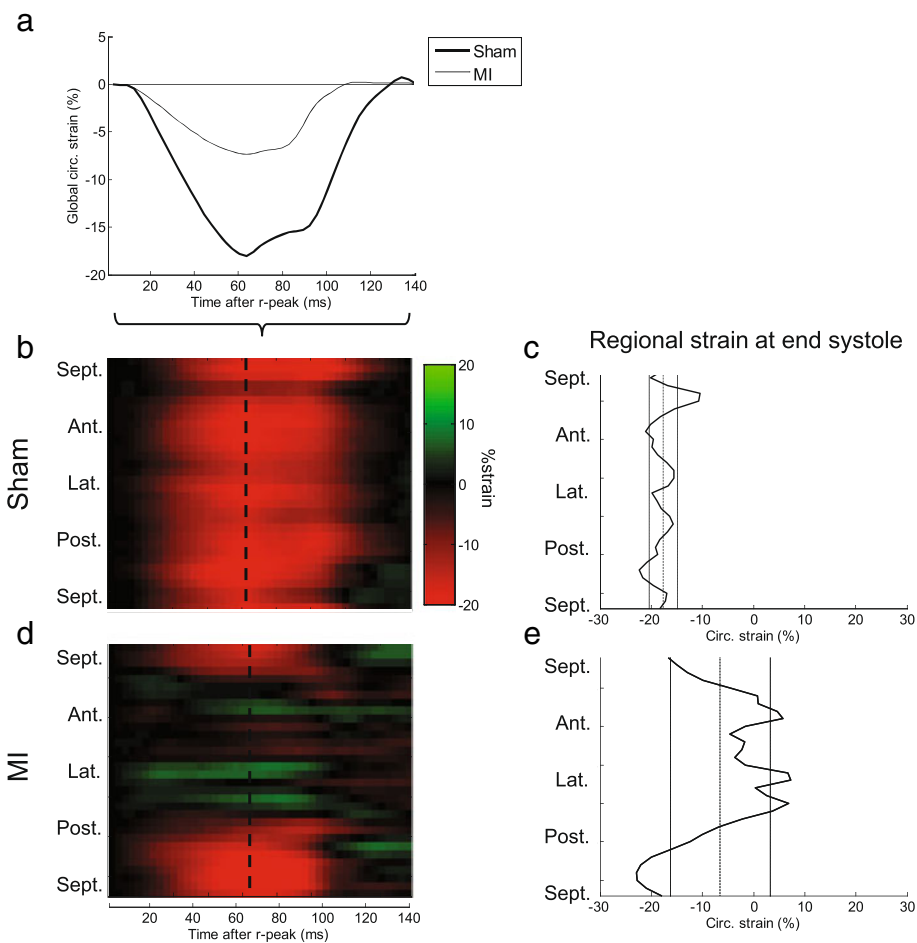 a
5
0
-5
-10
-15
-20
Global circ. strain (%)
20 40 60 80 100 120 140
Time after r-peak (ms)
Sham
MI
b
Sham
Sept.
Ant.
Lat.
Post.
Sept.
20
10
0
-10
-20
%strain
c
Regional strain at end systole
Sept.
Ant.
Lat.
Post.
Sept.
-30 -20 -10 0 10 20 30
Circ. strain (%)
d
MI
Sept.
Ant.
Lat.
Post.
Sept.
20 40 60 80 100 120 140
Time after r-peak (ms)
e
Sept.
Ant.
Lat.
Post.
Sept.
-30 -20 -10 0 10 20 30
Circ. strain (%)